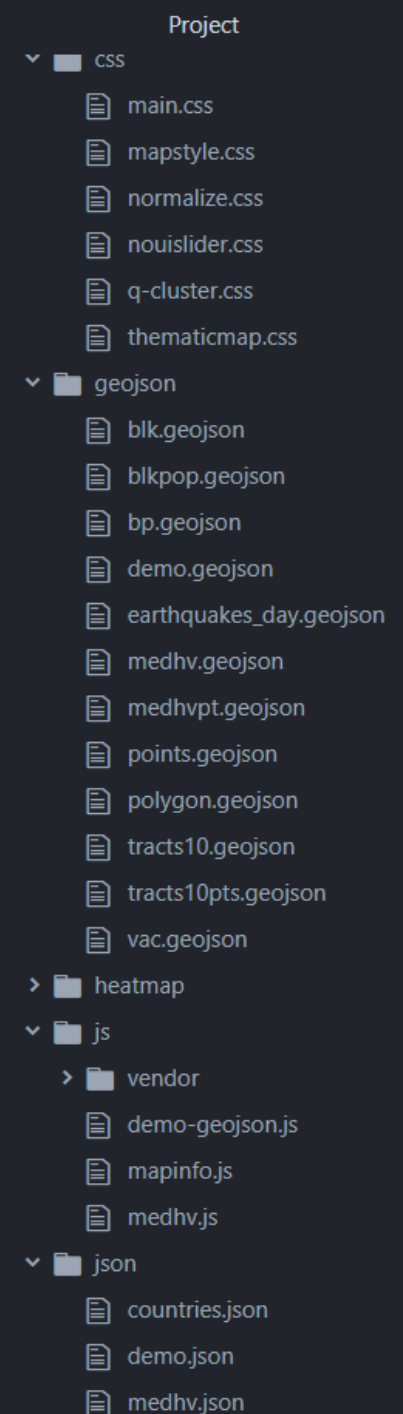 Project
css
main.css
mapstyle.css
normalize.css
nouislider.css
q-cluster.css
thematicmap.css
geojson
blk.geojson
blkpop.geojson
bp.geojson
demo.geojson
earthquakes_day.geojson
medhv.geojson
medhvpt.geojson
points.geojson
polygon.geojson
tracts10.geojson
tracts10pts.geojson
vac.geojson
heatmap
js
vendor
demo-geojson.js
mapinfo.js
medhv.js
json
countries.json
demo.json
medhv.json